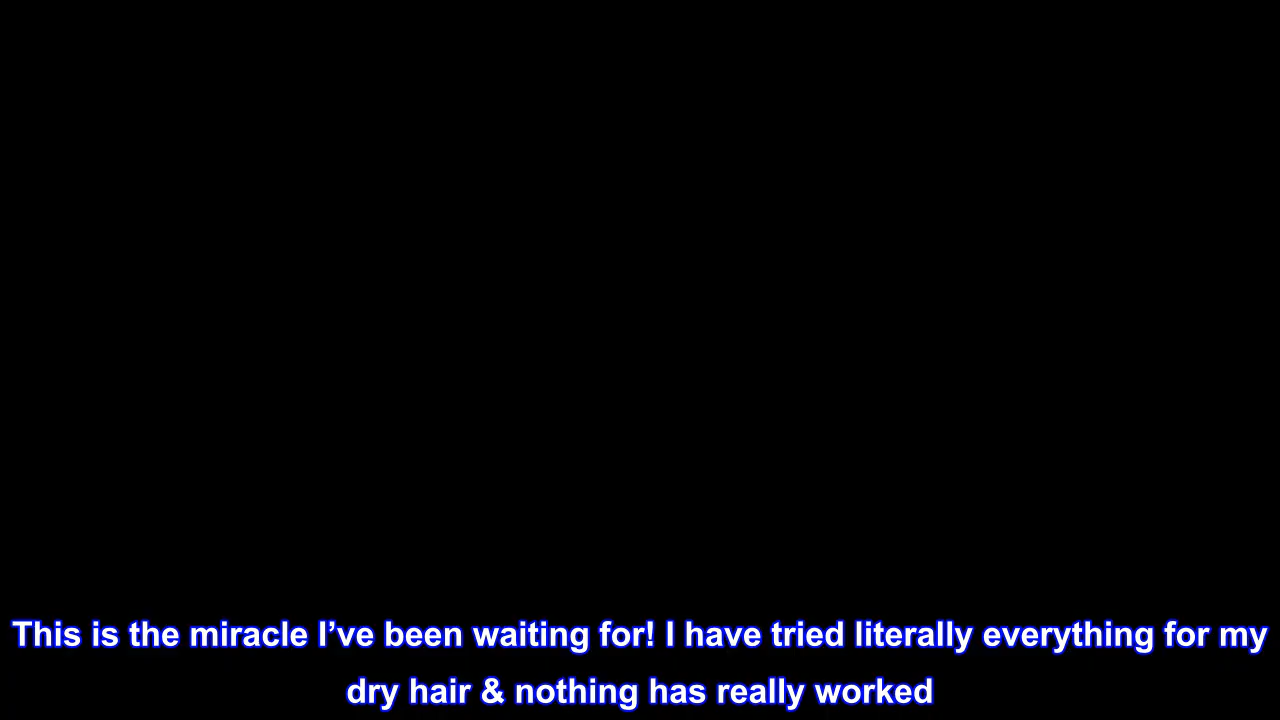 This is the miracle I’ve been waiting for! I have tried literally everything for my
dry hair & nothing has really worked